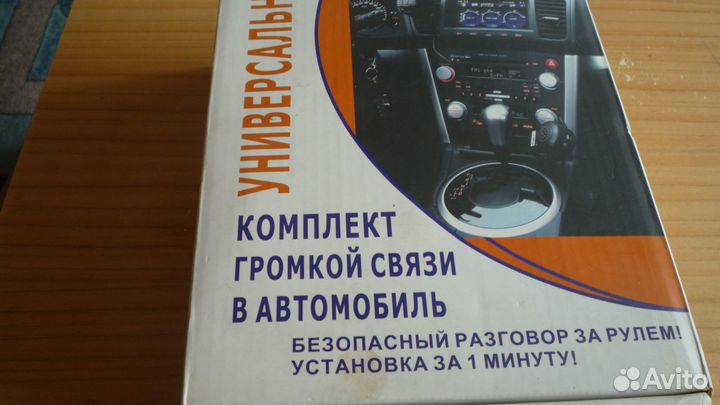 УНИВЕРСАЛЬН
КОМПЛЕКТ
ГРОМКОЙ СВЯЗИ
В АВТОМОБИЛЬ
БЕЗОПАСНЫЙ РАЗГОВОР ЗА РУЛЕМ!
УСТАНОВКА ЗА 1 МИНУТУ!
Avito